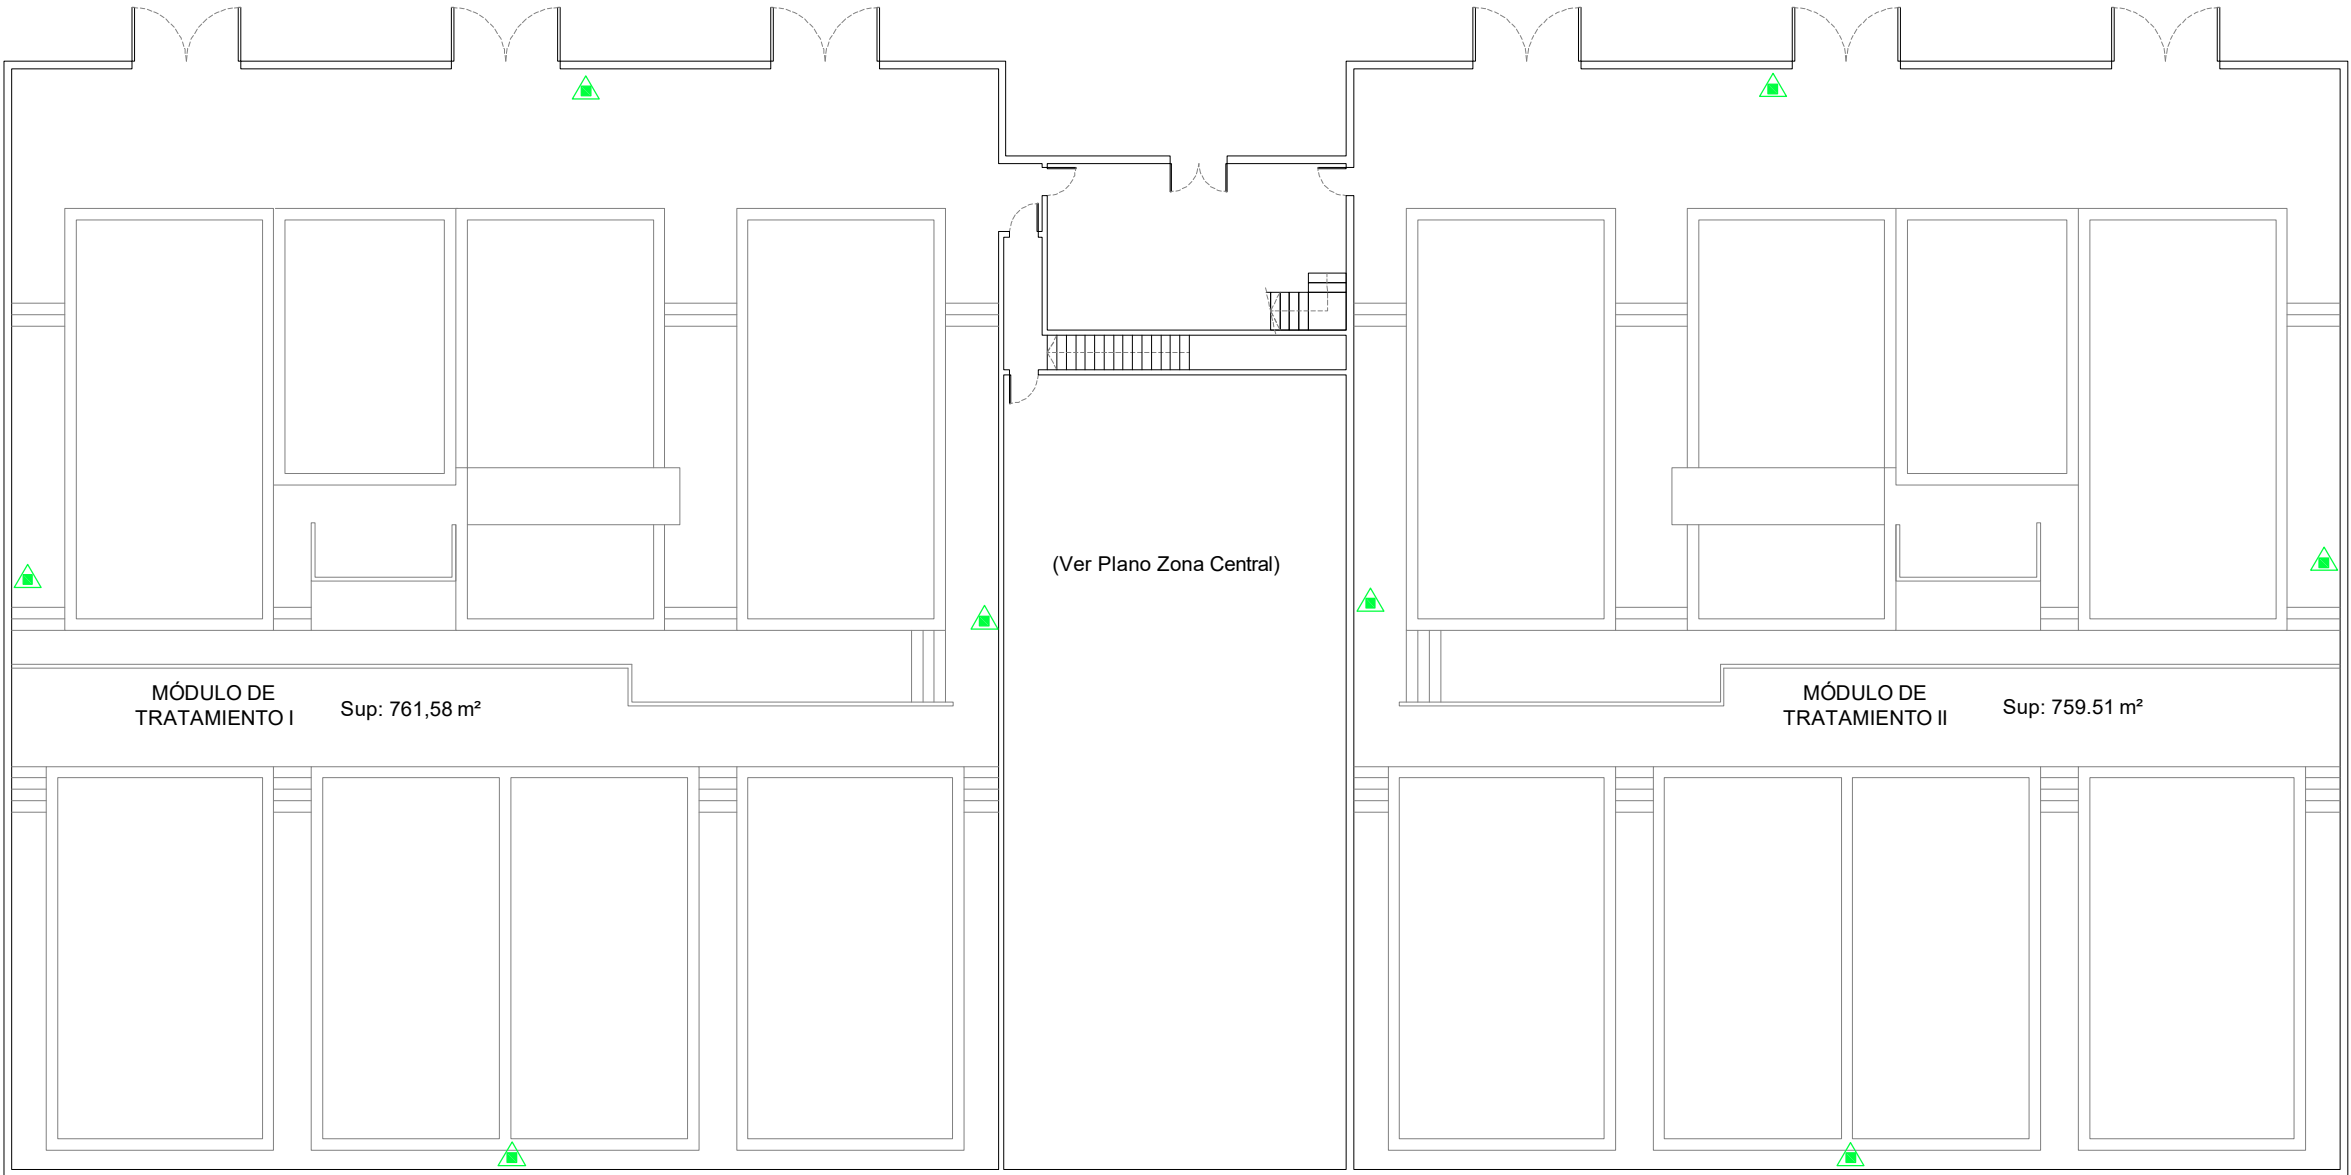 (Ver Plano Zona Central)
MÓDULO DE
TRATAMIENTO I
Sup: 761,58 m²
MÓDULO DE
TRATAMIENTO II
Sup: 759.51 m²